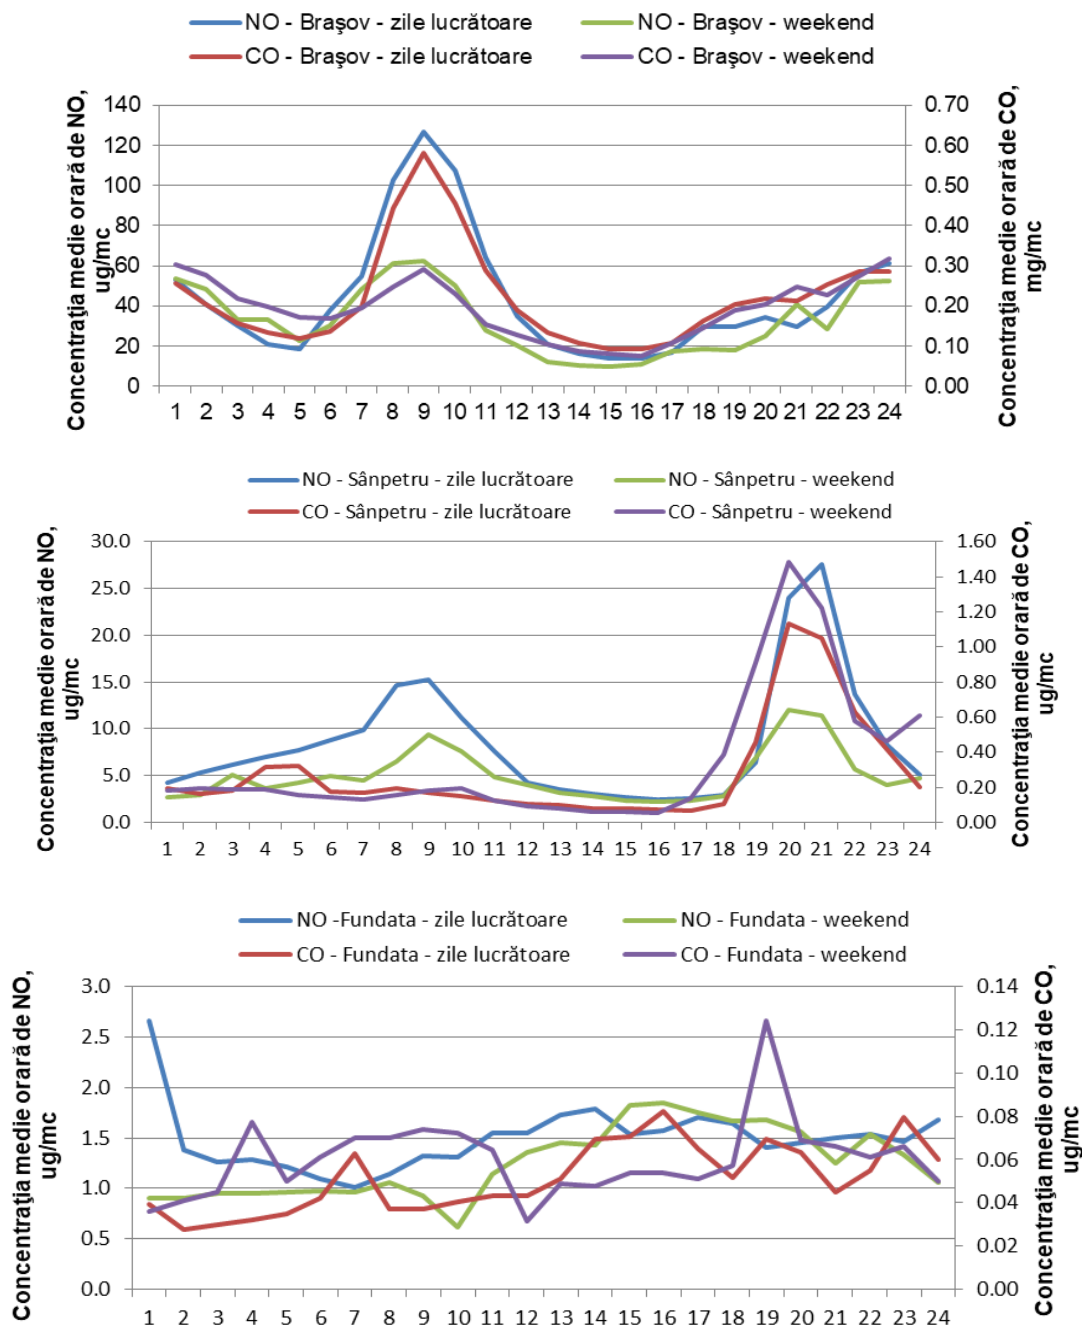 NO - Braşov - zile lucrătoare NO - Braşov - weekend
CO - Braşov - zile lucrătoare CO - Braşov - weekend
Concentraţia medie orară de NO,
ug/mc
140
120
100
80
60
40
20
0
0.70
0.60
0.50
0.40
0.30
0.20
0.10
0.00
Concentraţia medie orară de CO,
mg/mc
1 2 3 4 5 6 7 8 9 10 11 12 13 14 15 16 17 18 19 20 21 22 23 24
NO - Sânpetru - zile lucrătoare NO - Sânpetru - weekend
CO - Sânpetru - zile lucrătoare CO - Sânpetru - weekend
Concentraţia medie orară de NO,
ug/mc
30.0
25.0
20.0
15.0
10.0
5.0
0.0
1.60
1.40
1.20
1.00
0.80
0.60
0.40
0.20
0.00
Concentraţia medie orară de CO,
ug/mc
1 2 3 4 5 6 7 8 9 10 11 12 13 14 15 16 17 18 19 20 21 22 23 24
NO -Fundata - zile lucrătoare NO - Fundata - weekend
CO - Fundata - zile lucrătoare CO - Fundata - weekend
Concentraţia medie orară de NO,
ug/mc
3.0
2.5
2.0
1.5
1.0
0.5
0.0
0.14
0.12
0.10
0.08
0.06
0.04
0.02
0.00
Concentraţia medie orară de CO,
ug/mc
1 2 3 4 5 6 7 8 9 10 11 12 13 14 15 16 17 18 19 20 21 22 23 24